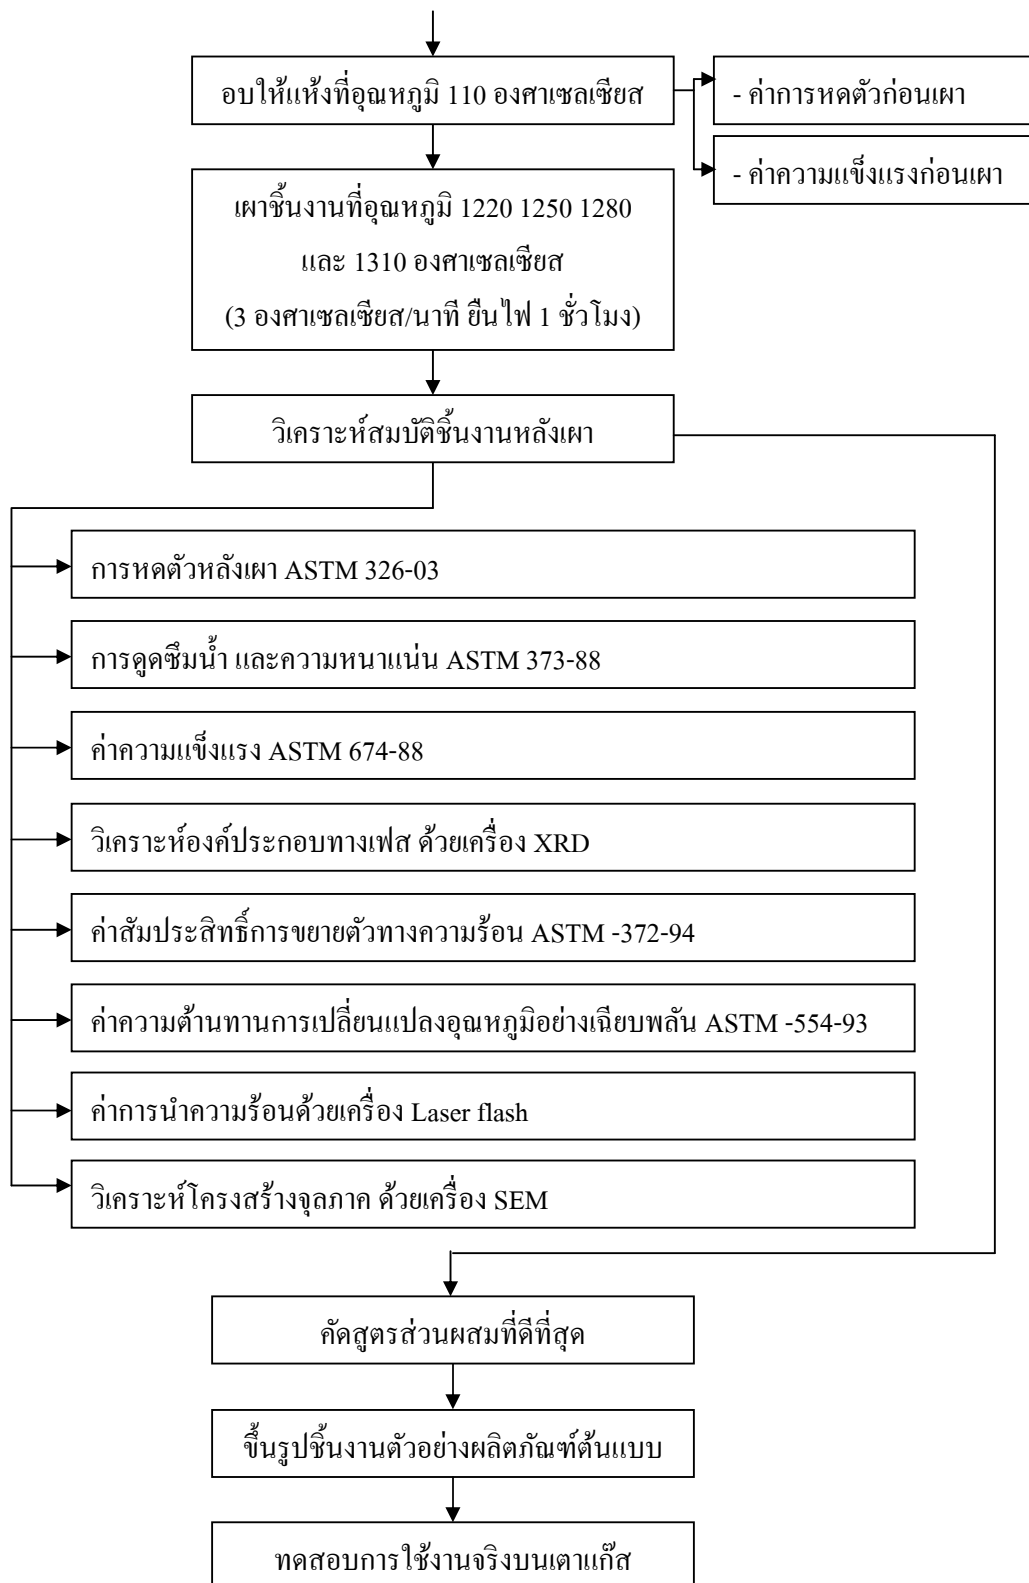 อบให้แห้งที่อุณหภูมิ 110 องศาเซลเซียส
- ค่าการหดตัวก่อนเผา
- ค่าความแข็งแรงก่อนเผา
เผาชิ้นงานที่อุณหภูมิ 1220 1250 1280
และ 1310 องศาเซลเซียส
(3 องศาเซลเซียส/นาที ยืนไฟ 1 ชั่วโมง)
วิเคราะห์สมบัติชิ้นงานหลังเผา
การหดตัวหลังเผา ASTM 326-03
การดูดซึมน้ำ และความหนาแน่น ASTM 373-88
ค่าความแข็งแรง ASTM 674-88
วิเคราะห์องค์ประกอบทางเฟส ด้วยเครื่อง XRD
ค่าสัมประสิทธิ์การขยายตัวทางความร้อน ASTM -372-94
ค่าความต้านทานการเปลี่ยนแปลงอุณหภูมิอย่างเฉียบพลัน ASTM -554-93
ค่าการนำความร้อนด้วยเครื่อง Laser flash
วิเคราะห์โครงสร้างจุลภาค ด้วยเครื่อง SEM
คัดสูตรส่วนผสมที่ดีที่สุด
ขึ้นรูปชิ้นงานตัวอย่างผลิตภัณฑ์ต้นแบบ
ทดสอบการใช้งานจริงบนเตาแก๊ส